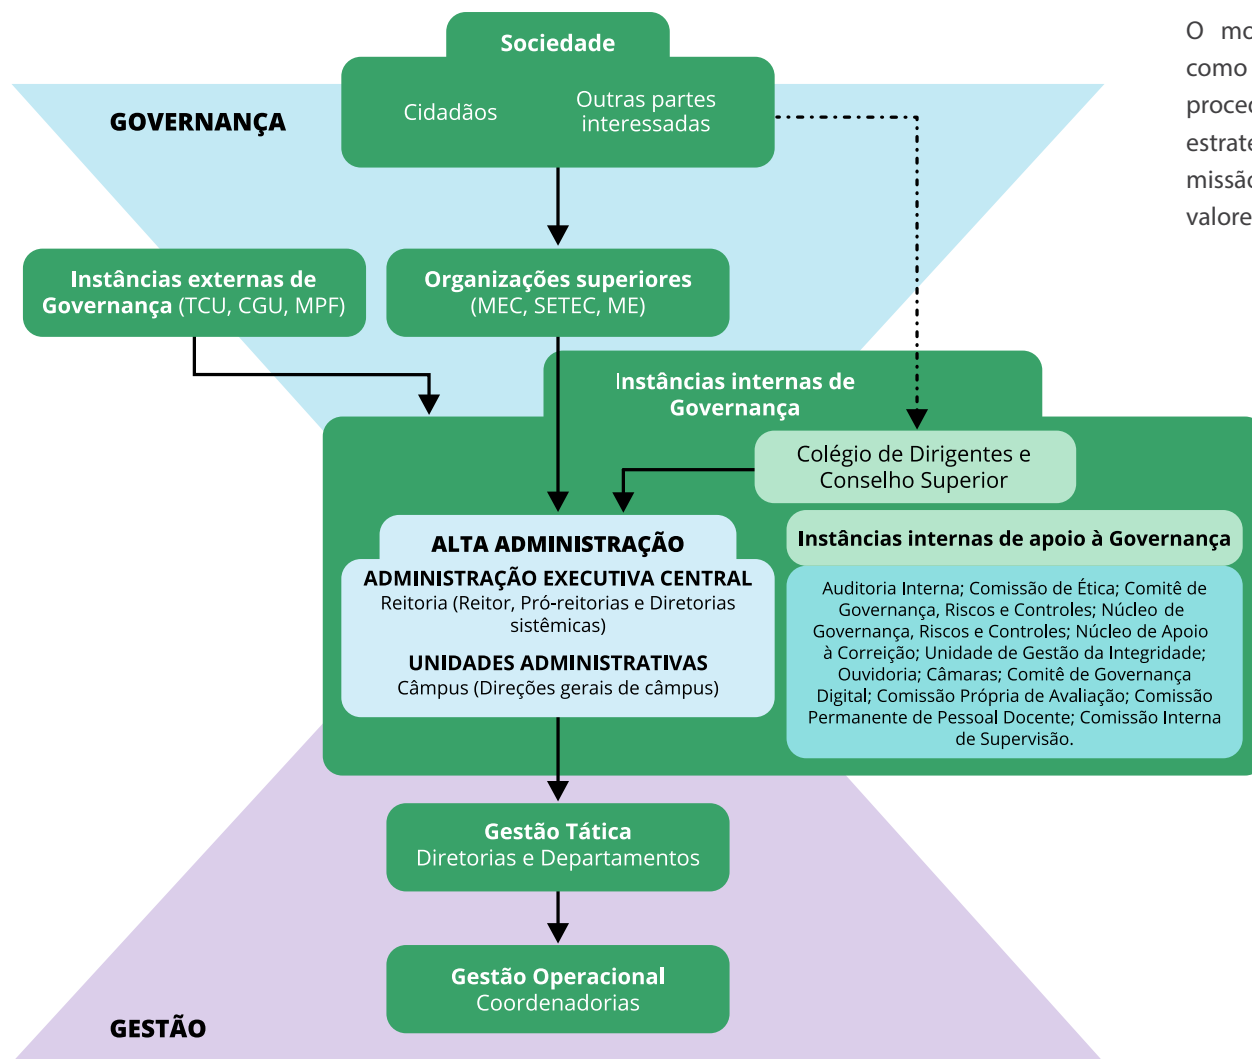 Sociedade
Cidadãos
Outras partes
interessadas
GOVERNANÇA
O
como
missão
Instâncias externas de
Governança (TCU, CGU, MPF)
Organizações superiores
(MEC, SETEC, ME)
Instâncias internas de
Governança
Colégio de Dirigentes e
Conselho Superior
ALTA ADMINISTRAÇÃO
ADMINISTRAÇÃO EXECUTIVA CENTRAL
Reitoria (Reitor, Pró-reitorias e Diretorias
sistêmicas)
UNIDADES ADMINISTRATIVAS
Câmpus (Direções gerais de câmpus)
Instâncias internas de apoio à Governança
Auditoria Interna; Comissão de Ética; Comitê de
Governança, Riscos e Controles; Núcleo de
Governança, Riscos e Controles; Núcleo de Apoio
à Correição; Unidade de Gestão da Integridade;
Ouvidoria; Câmaras; Comitê de Governança
Digital; Comissão Própria de Avaliação; Comissão
Permanente de Pessoal Docente; Comissão Interna
de Supervisão.
Gestão Tática
Diretorias e Departamentos
Gestão Operacional
Coordenadorias
GESTÃO